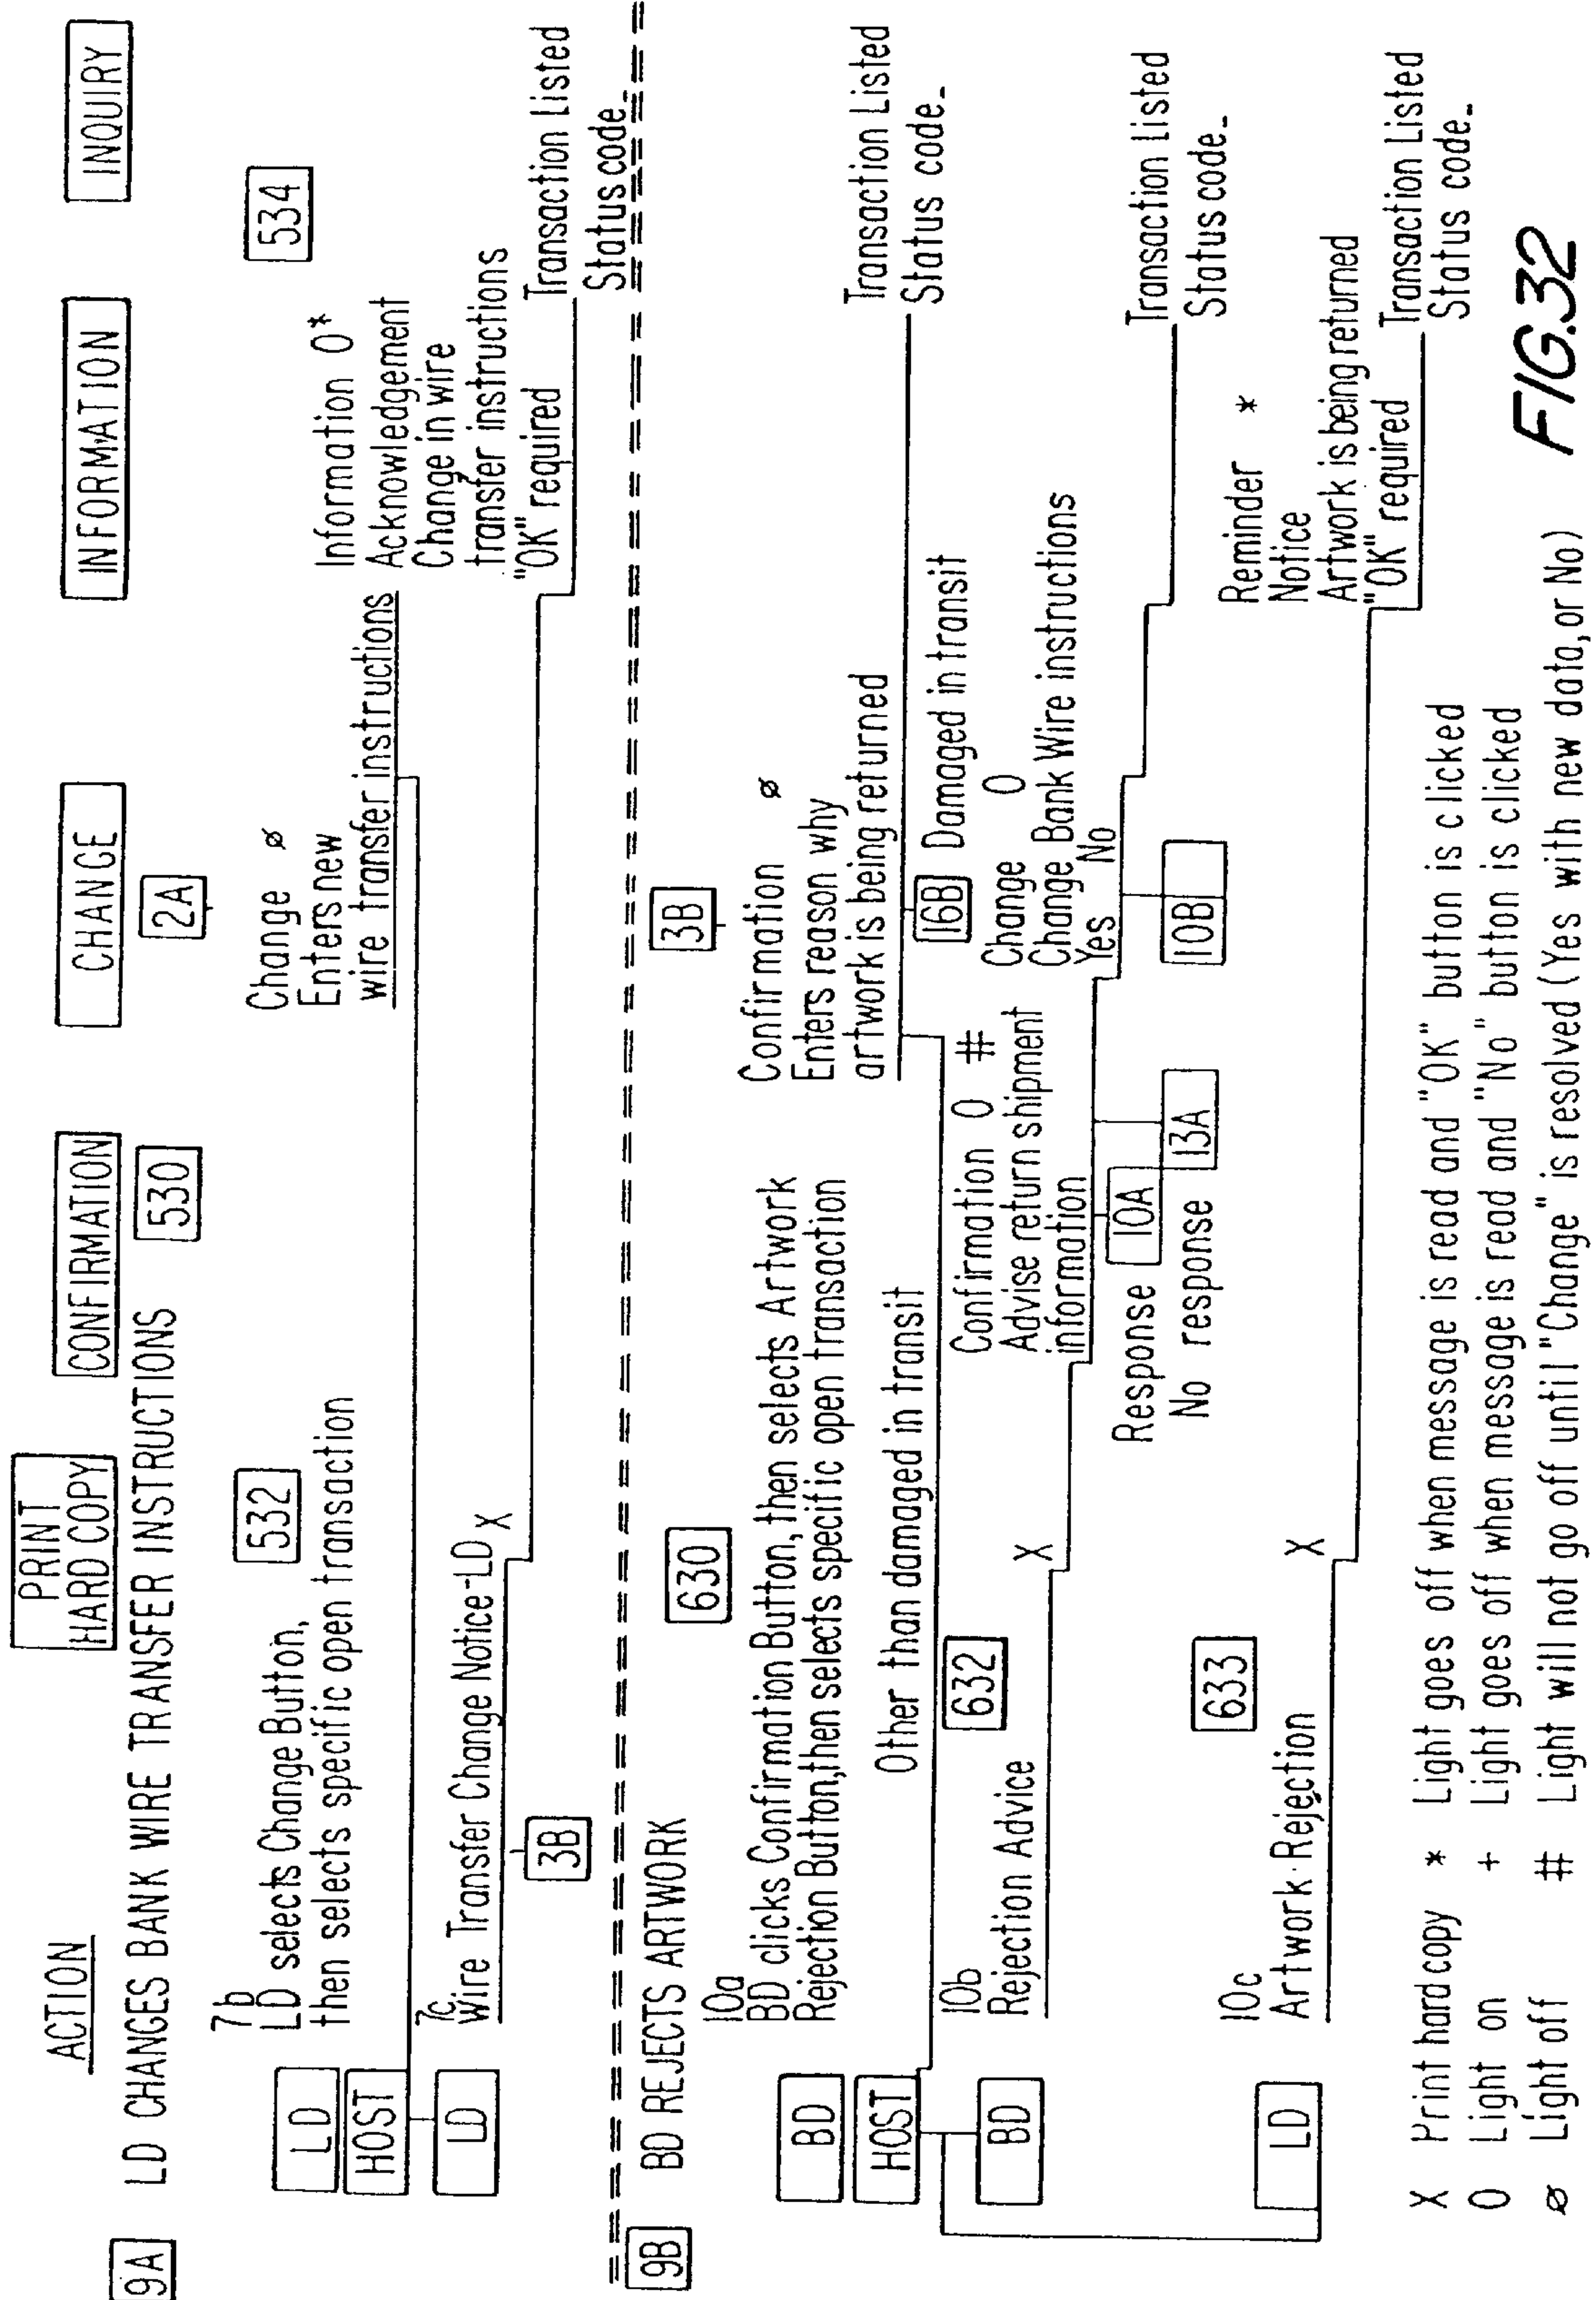 ACTION
PRINT
HARD COPY
CONFIRMATION
CHANGE
INFORMATION
INQUIRY
9A
LD CHANGES BANK WIRE TRANSFER INSTRUCTIONS
530
2A
7b
LD selects Change Button,
then selects specific open transaction
532
Change ø
Enters new
wire transfer instructions
534
LD
HOST
LD
7c
Wire Transfer Change Notice-LD X
3B
Information O*
Acknowledgement
Change in wire
transfer instructions
"OK" required
Transaction Listed
Status code_
9B
BD REJECTS ARTWORK
630
3B
10a
BD clicks Confirmation Button, then selects Artwork
Rejection Button, then selects specific open transaction
Confirmation ø
Enters reason why
artwork is being returned
Transaction Listed
Status code_
BD
HOST
BD
Other than damaged in transit
16B
Damaged in transit
10b
Rejection Advice
632
X
Confirmation O #
Advise return shipment
information
Change O
Change Bank Wire instructions
Yes No
Transaction Listed
Status code_
Response
10A
No response
13A
10B
10c
Artwork Rejection
633
X
LD
Reminder *
Notice
Artwork is being returned
"OK" required
Transaction Listed
Status code_
X Print hard copy * Light goes off when message is read and "OK" button is clicked
O Light on + Light goes off when message is read and "No" button is clicked
ø Light off # Light will not go off until "Change" is resolved (Yes with new data, or No)
FIG.32